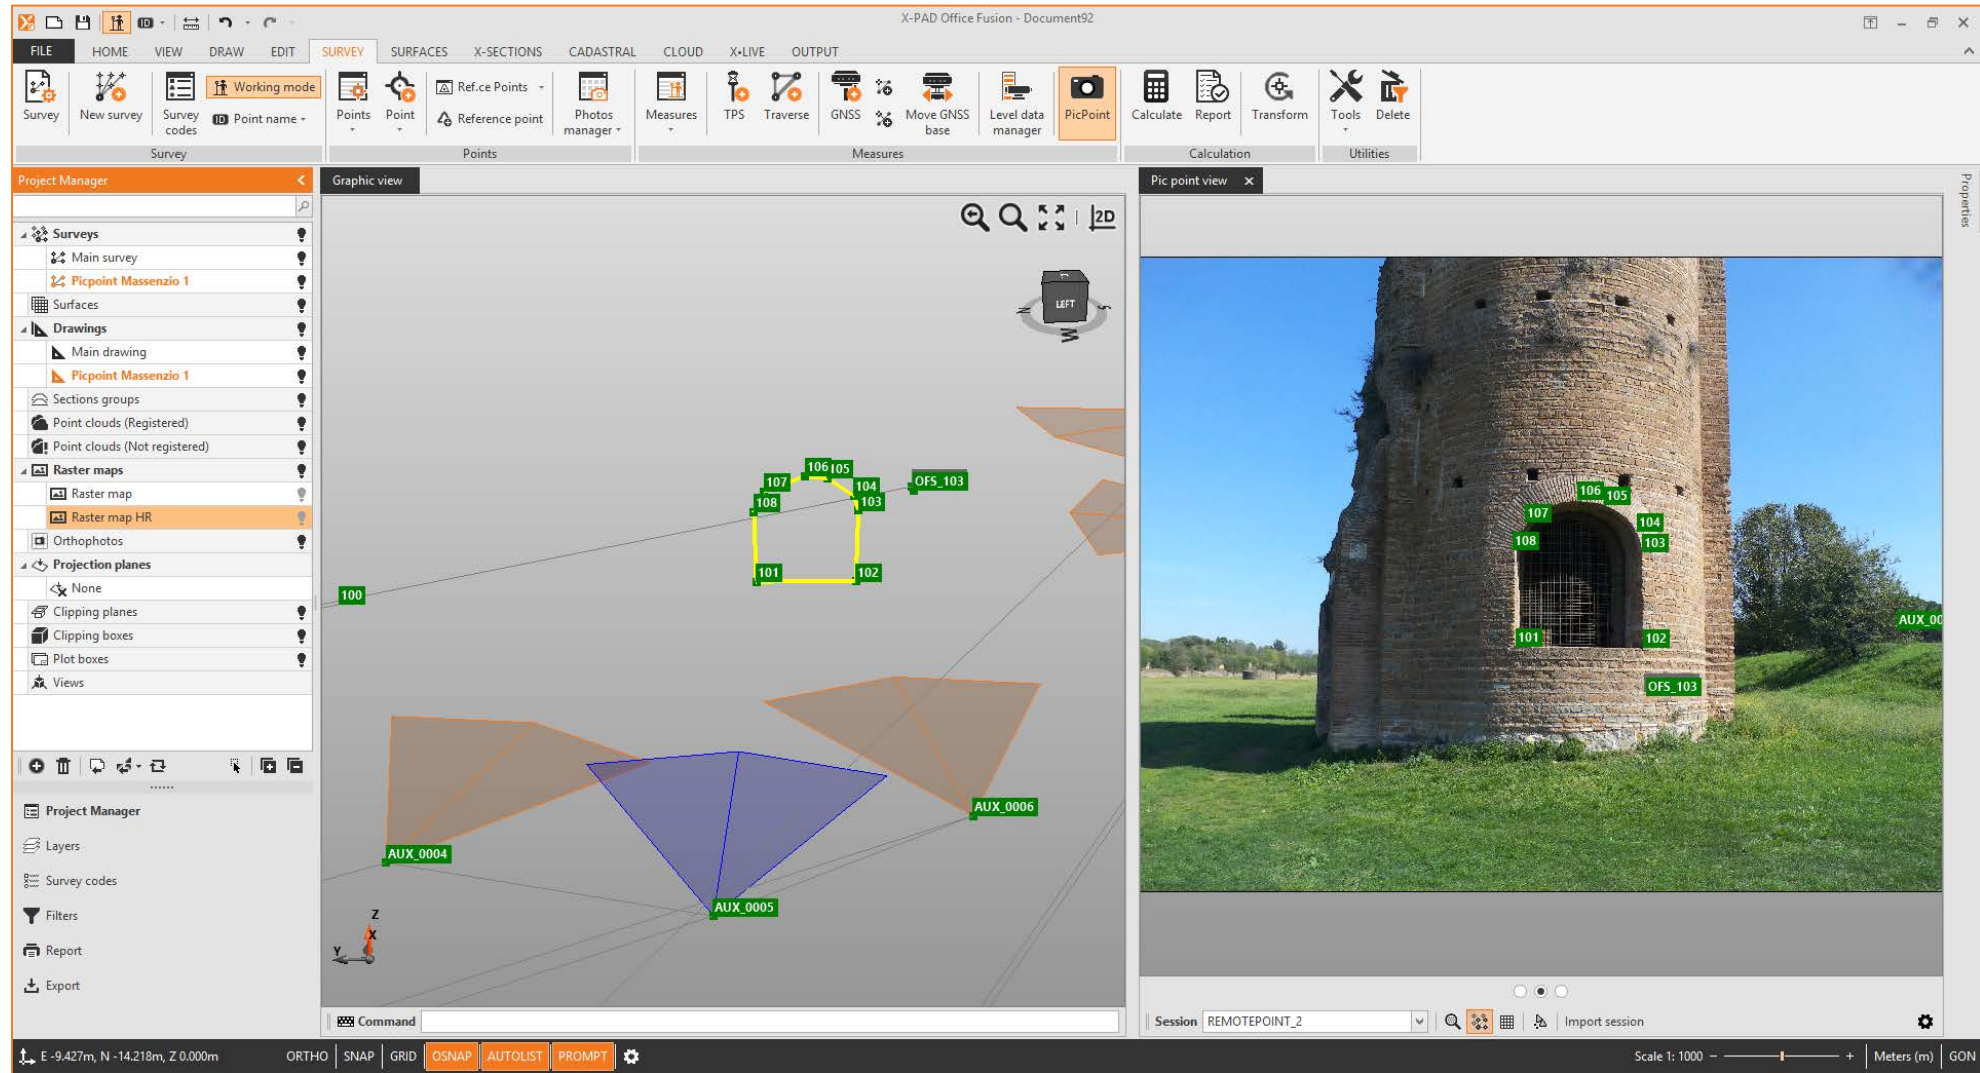 X-PAD Office Fusion - Document92
FILE HOME VIEW DRAW EDIT SURVEY SURFACES X-SECTIONS CADASTRAL CLOUD X•LIVE OUTPUT
Survey
New survey
Survey codes
Working mode
ID Point name
Survey
Points
Point
Ref.ce Points
Reference point
Photos manager
Points
Measures
TPS
Traverse
GNSS
Move GNSS base
Level data manager
PicPoint
Measures
Calculate
Report
Transform
Calculation
Tools
Delete
Utilities
Project Manager
Surveys
Main survey
Picpoint Massenzio 1
Surfaces
Drawings
Main drawing
Picpoint Massenzio 1
Sections groups
Point clouds (Registered)
Point clouds (Not registered)
Raster maps
Raster map
Raster map HR
Orthophotos
Projection planes
None
Clipping planes
Clipping boxes
Plot boxes
Views
Project Manager
Layers
Survey codes
Filters
Report
Export
Graphic view
2D
LEFT
N
S
W
106 105
107
104
OFS_103
108
103
101
102
100
AUX_0006
AUX_0004
AUX_0005
Z
X
Y
Command
Pic point view
Properties
106
105
107
104
108
103
AUX_00
101
102
OFS_103
Session REMOTEPOINT_2 Import session
E -9.427m, N -14.218m, Z 0.000m ORTHO SNAP GRID OSNAP AUTOLIST PROMPT Scale 1: 1000 − + Meters (m) GON